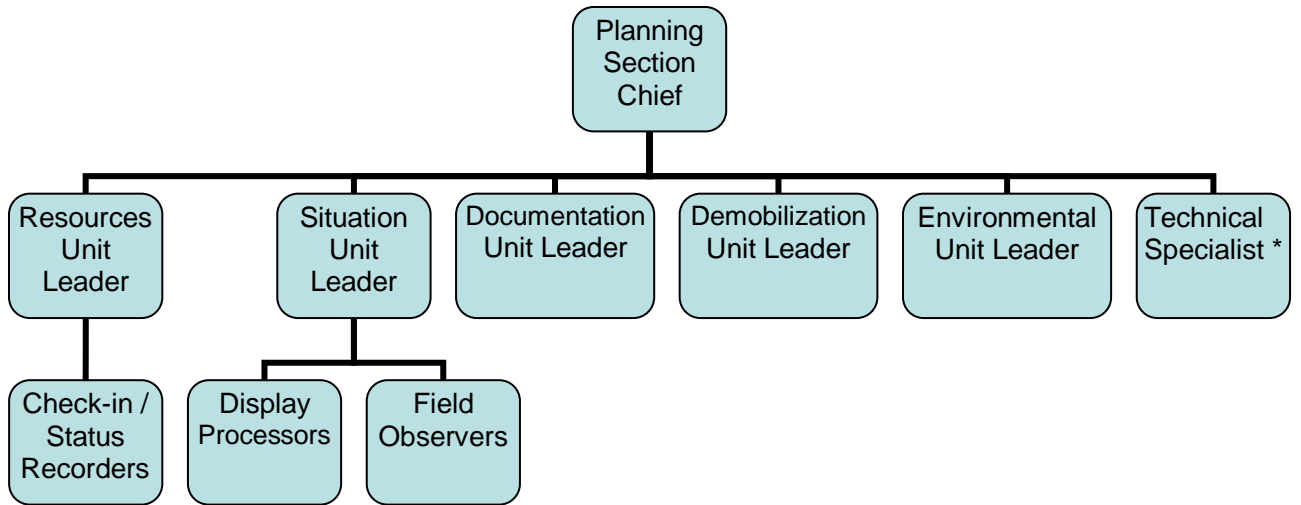 Planning
Section
Chief
Resources
Unit
Leader
Situation
Unit
Leader
Documentation
Unit Leader
Demobilization
Unit Leader
Environmental
Unit Leader
Technical
Specialist *
Check-in /
Status
Recorders
Display
Processors
Field
Observers